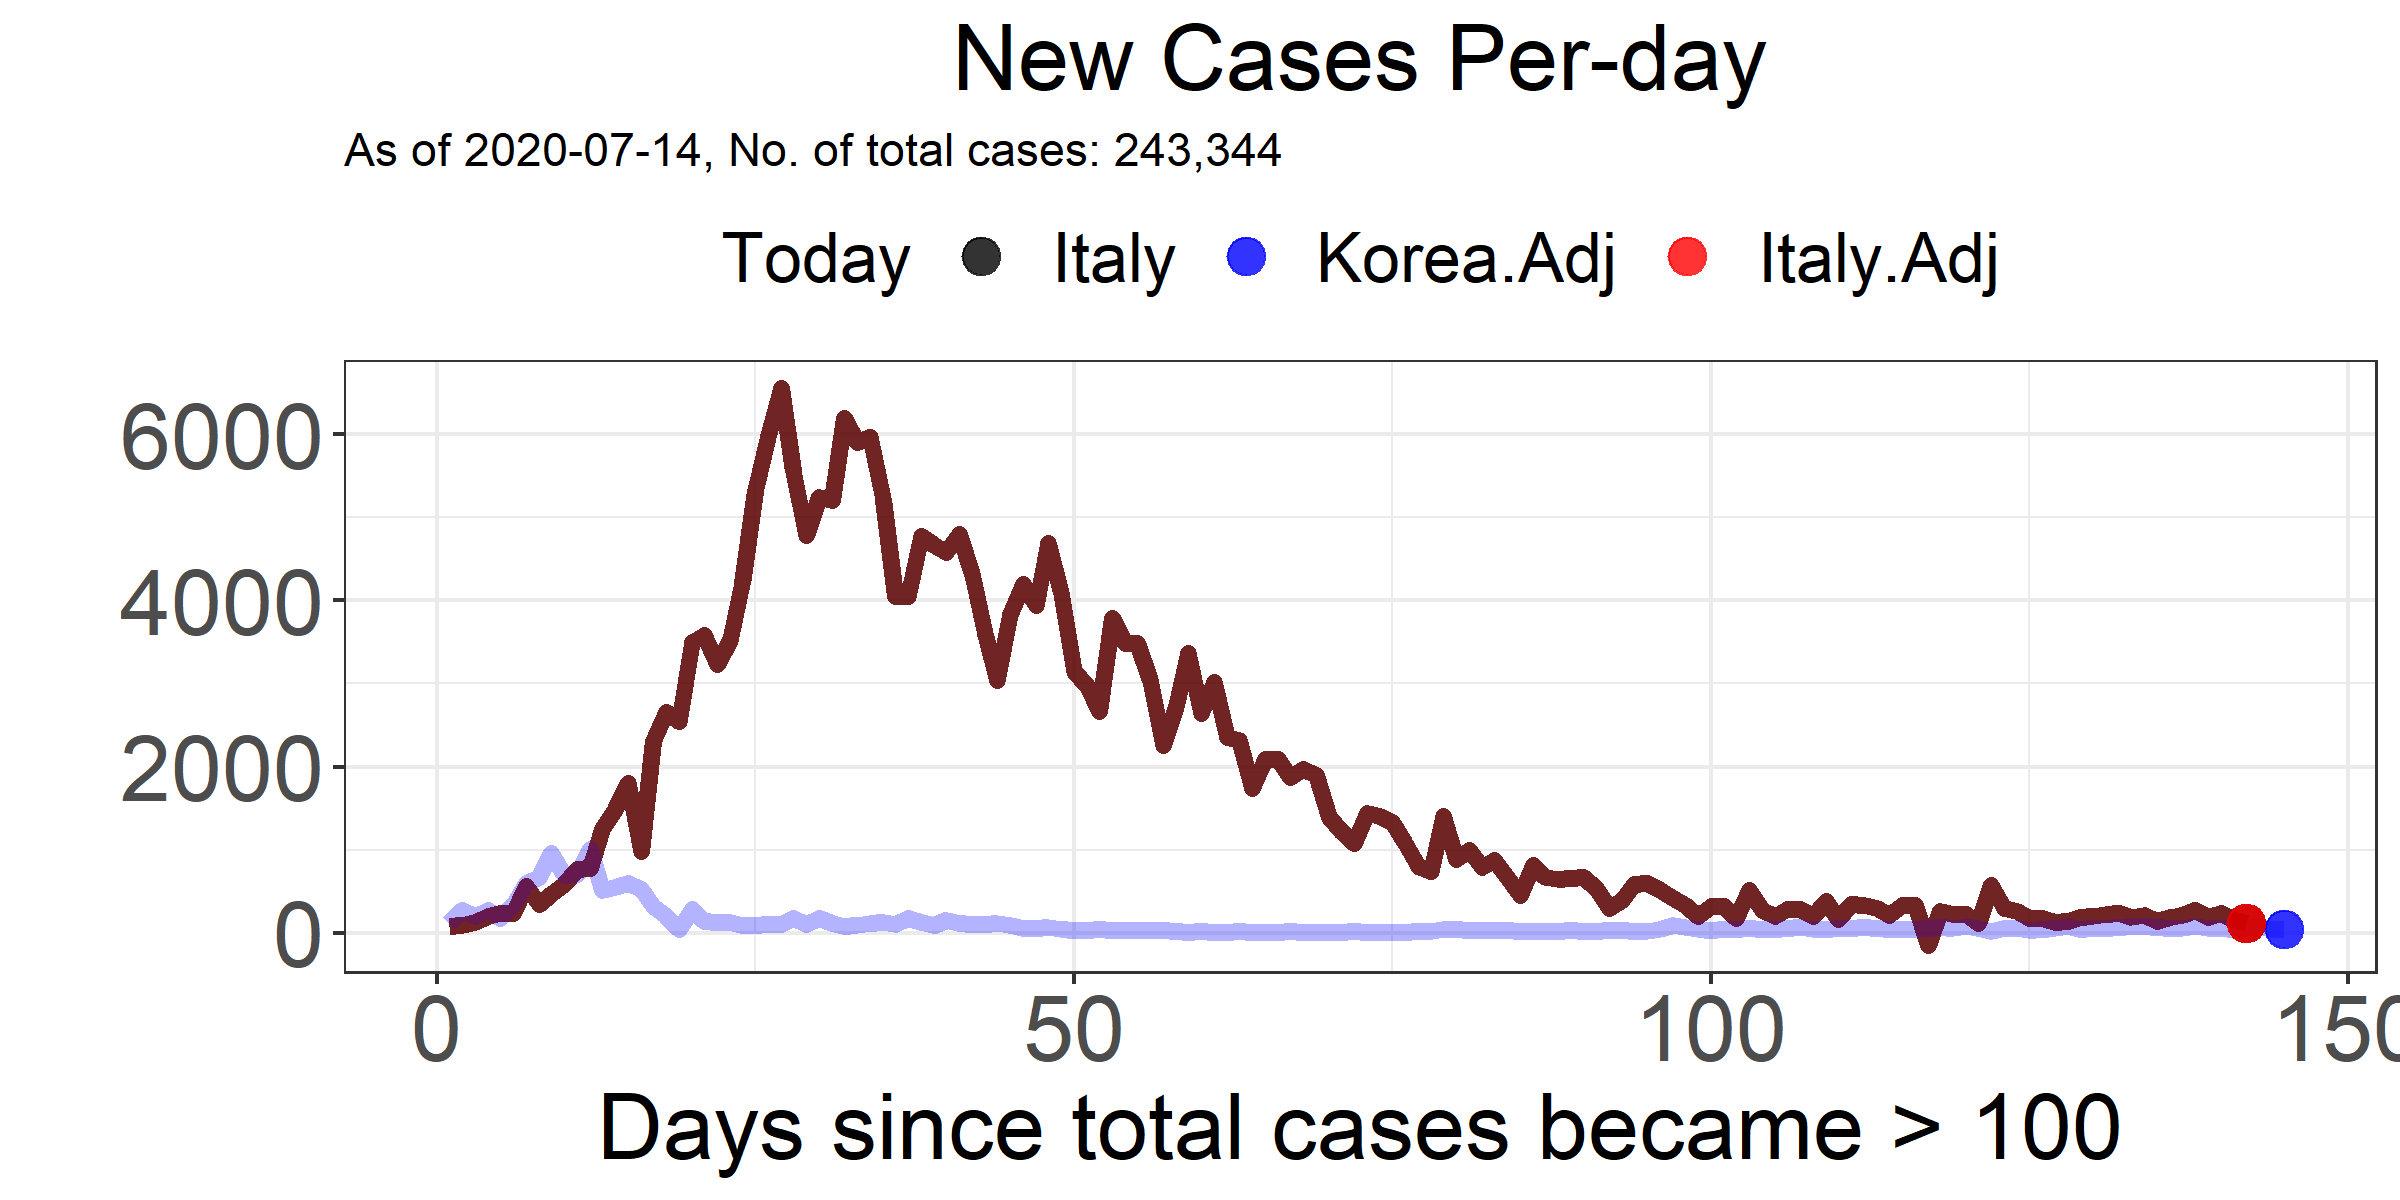 New Cases Per-day
As of 2020-07-14, No. of total cases: 243,344
Today Italy Korea.Adj Italy.Adj
6000
4000
2000
0
0 50 100 150
Days since total cases became > 100